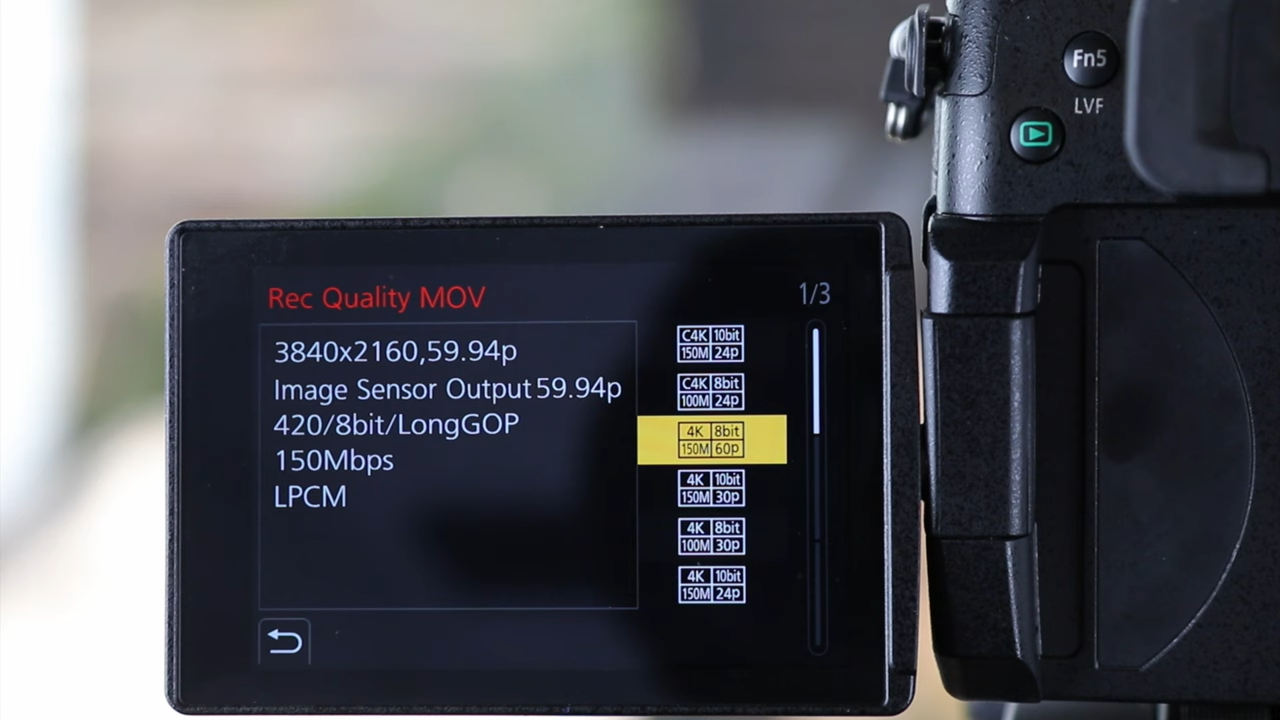 Fn5
LVF
Rec Quality MOV
1/3
3840x2160,59.94p
Image Sensor Output 59.94p
420/8bit/LongGOP
150Mbps
LPCM
C4K 10bit
150M 24p
C4K 8bit
100M 24p
4K 8bit
150M 60p
4K 10bit
150M 30p
4K 8bit
100M 30p
4K 10bit
150M 24p